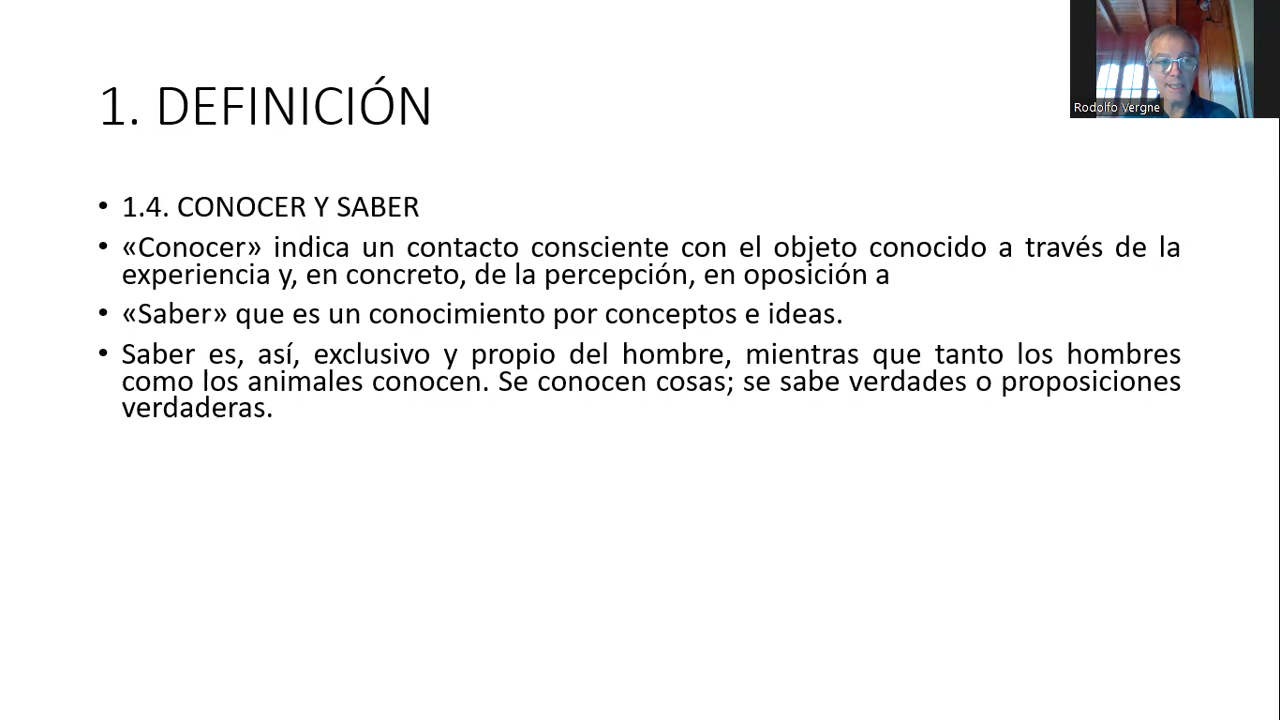 1. DEFINICIÓN
Rodolfo Vergne
• 1.4. CONOCER Y SABER
• «Conocer» indica un contacto consciente con el objeto conocido a través de la
experiencia y, en concreto, de la percepción, en oposición a
• «Saber» que es un conocimiento por conceptos e ideas.
• Saber es, así, exclusivo y propio del hombre, mientras que tanto los hombres
como los animales conocen. Se conocen cosas; se sabe verdades o proposiciones
verdaderas.